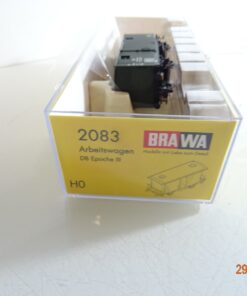 2083
Arbeitswagen
DB Epoche III
H0
BRAWA
29